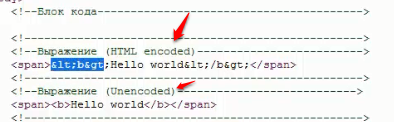 <!--Блок кода-------------------------------------------->
<!------------------------------------------------------->
<!--Выражение (HTML encoded)----------------------------->
<span>&lt;b&gt;Hello world&lt;/b&gt;</span>
<!------------------------------------------------------->
<!--Выражение (Unencoded)-------------------------------->
<span><b>Hello world</b></span>
<!------------------------------------------------------->